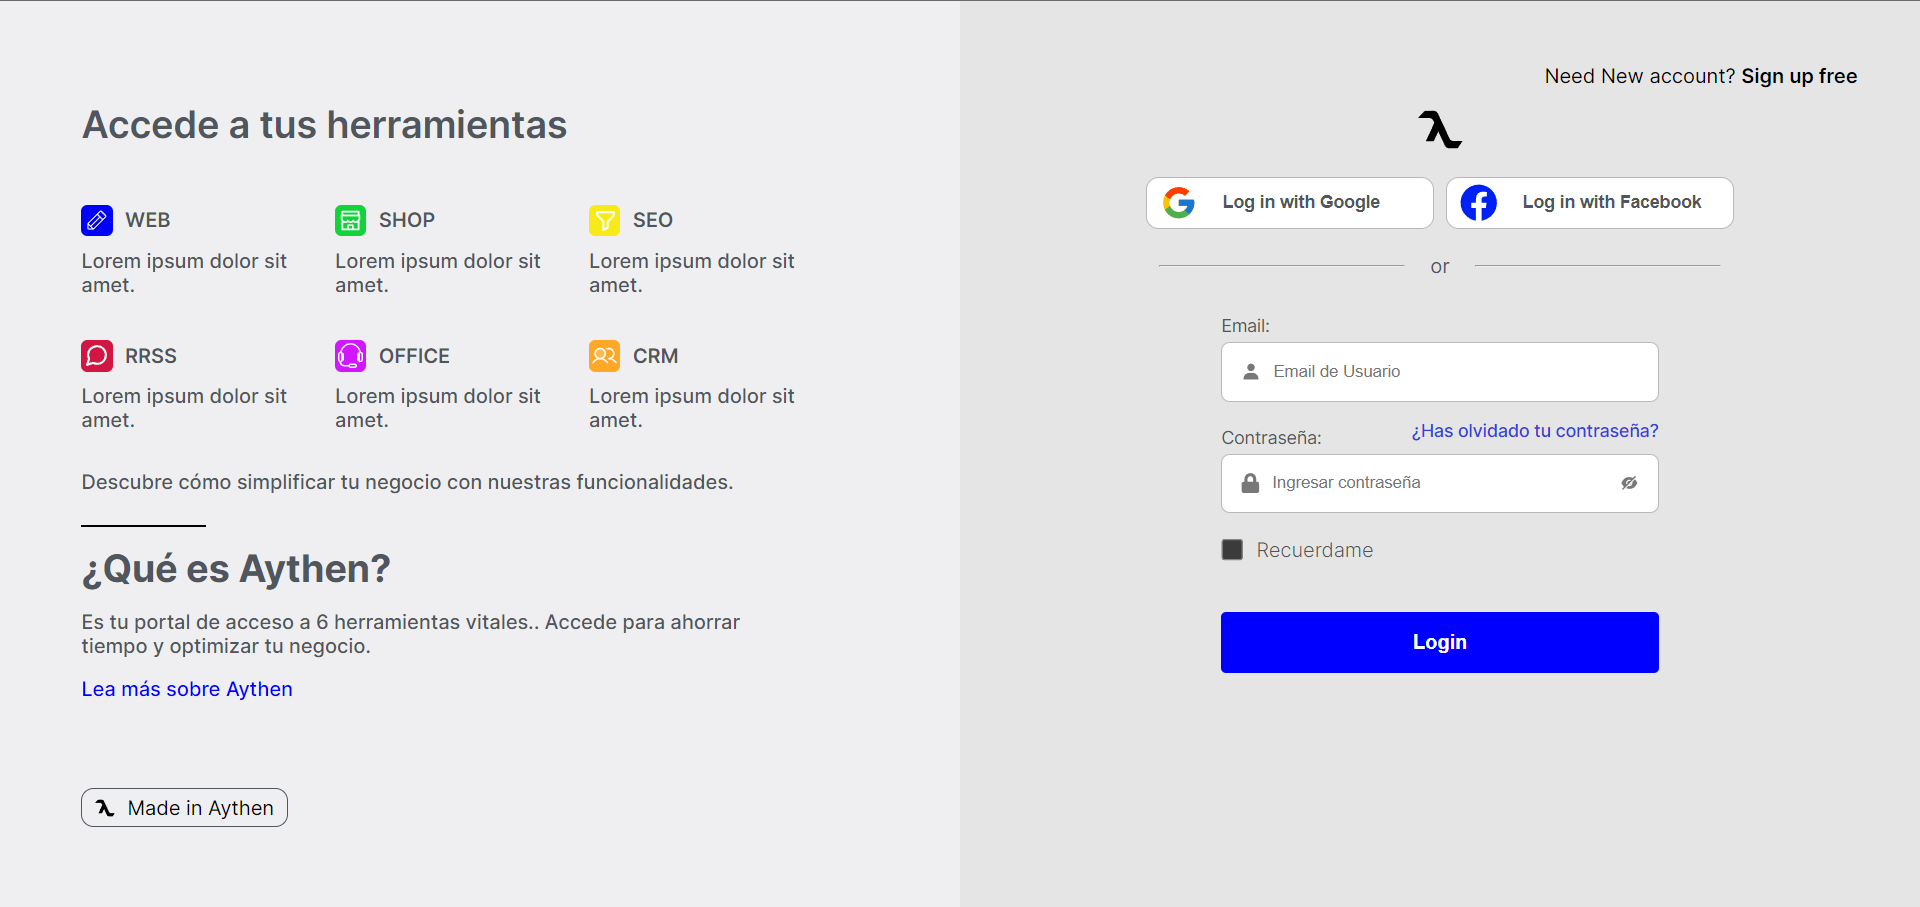 Accede a tus herramientas
WEB
Lorem ipsum dolor sit
amet.
SHOP
Lorem ipsum dolor sit
amet.
SEO
Lorem ipsum dolor sit
amet.
RRSS
Lorem ipsum dolor sit
amet.
OFFICE
Lorem ipsum dolor sit
amet.
CRM
Lorem ipsum dolor sit
amet.
Descubre cómo simplificar tu negocio con nuestras funcionalidades.
¿Qué es Aythen?
Es tu portal de acceso a 6 herramientas vitales.. Accede para ahorrar
tiempo y optimizar tu negocio.
Lea más sobre Aythen
Made in Aythen
Need New account? Sign up free
Log in with Google
Log in with Facebook
or
Email:
Email de Usuario
Contraseña:
¿Has olvidado tu contraseña?
Ingresar contraseña
Recuerdame
Login